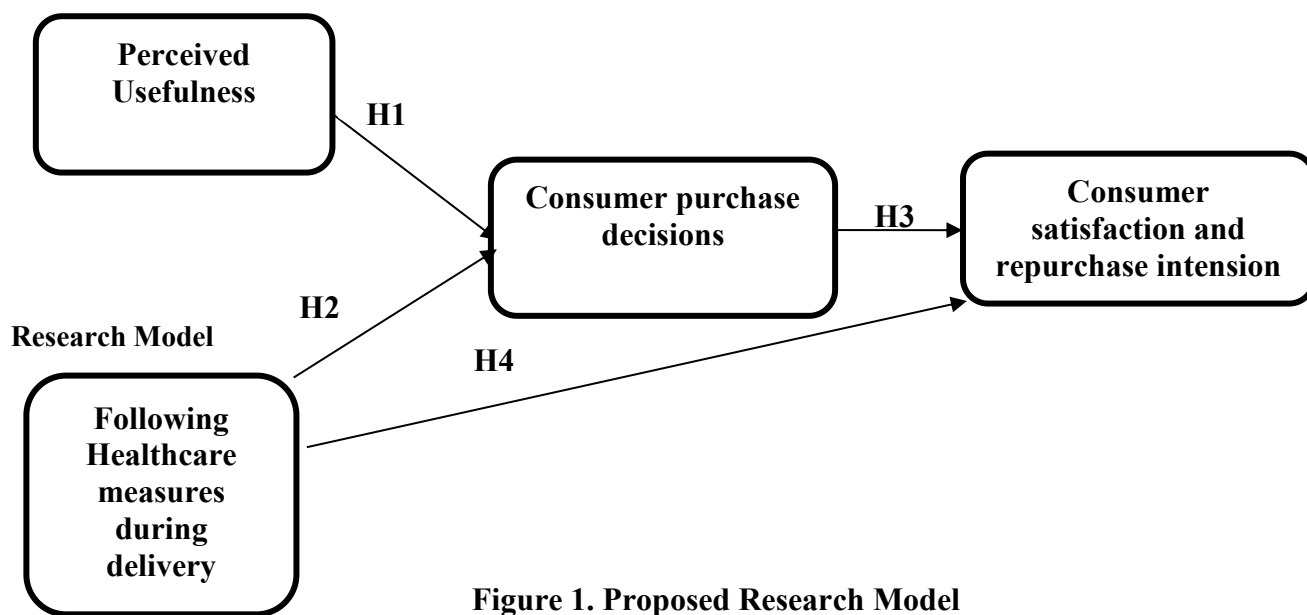 Perceived
Usefulness
H1
Consumer purchase
decisions
H3
Consumer
satisfaction and
repurchase intension
H2
Research Model
H4
Following
Healthcare
measures
during
delivery
Figure 1. Proposed Research Model